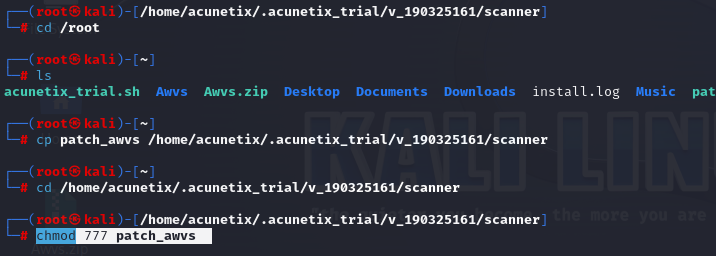 ┌──(root㉿kali)-[/home/acunetix/.acunetix_trial/v_190325161/scanner]
└─# cd /root
┌──(root㉿kali)-[~]
└─# ls
acunetix_trial.sh Awvs Awvs.zip Desktop Documents Downloads install.log Music pat
┌──(root㉿kali)-[~]
└─# cp patch_awvs /home/acunetix/.acunetix_trial/v_190325161/scanner
┌──(root㉿kali)-[~]
└─# cd /home/acunetix/.acunetix_trial/v_190325161/scanner
┌──(root㉿kali)-[/home/acunetix/.acunetix_trial/v_190325161/scanner]
└─# chmod 777 patch_awvs
KALI LIN
the more you are